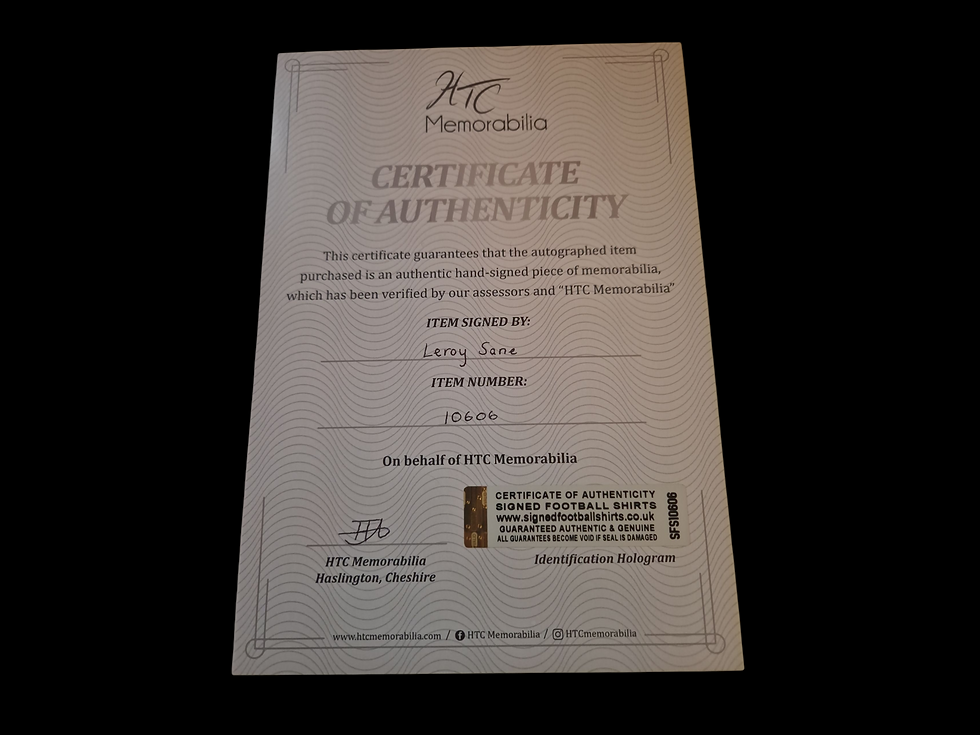 HTC
Memorabilia
CERTIFICATE
OF AUTHENTICITY
This certificate guarantees that the autographed item
purchased is an authentic hand-signed piece of memorabilia,
which has been verified by our assessors and “HTC Memorabilia”
ITEM SIGNED BY:
Leroy Sane
ITEM NUMBER:
10606
On behalf of HTC Memorabilia
CERTIFICATE OF AUTHENTICITY
SIGNED FOOTBALL SHIRTS
www.signedfootballshirts.co.uk
GUARANTEED AUTHENTIC & GENUINE
ALL GUARANTEES BECOME VOID IF SEAL IS DAMAGED
SFS10606
HTC Memorabilia
Haslington, Cheshire
Identification Hologram
www.htcmemorabilia.com / HTC Memorabilia / HTCmemorabilia